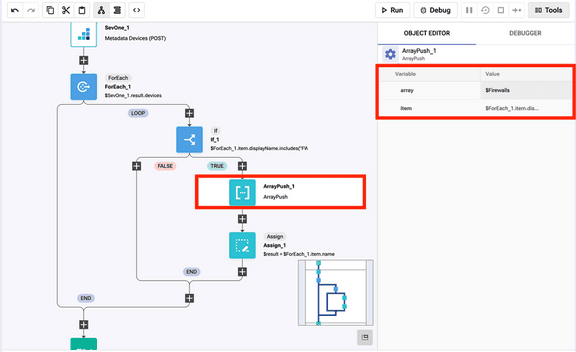 Run
Debug
Tools
SevOne_1
Metadata Devices (POST)
ForEach
ForEach_1
$SevOne_1.result.devices
LOOP
If
If_1
$ForEach_1.item.displayName.includes("FW
FALSE
TRUE
ArrayPush_1
ArrayPush
Assign
Assign_1
$result = $ForEach_1.item.name
END
END
OBJECT EDITOR
DEBUGGER
ArrayPush_1
ArrayPush
Variable
Value
array
$Firewalls
item
$ForEach_1.item.dis...